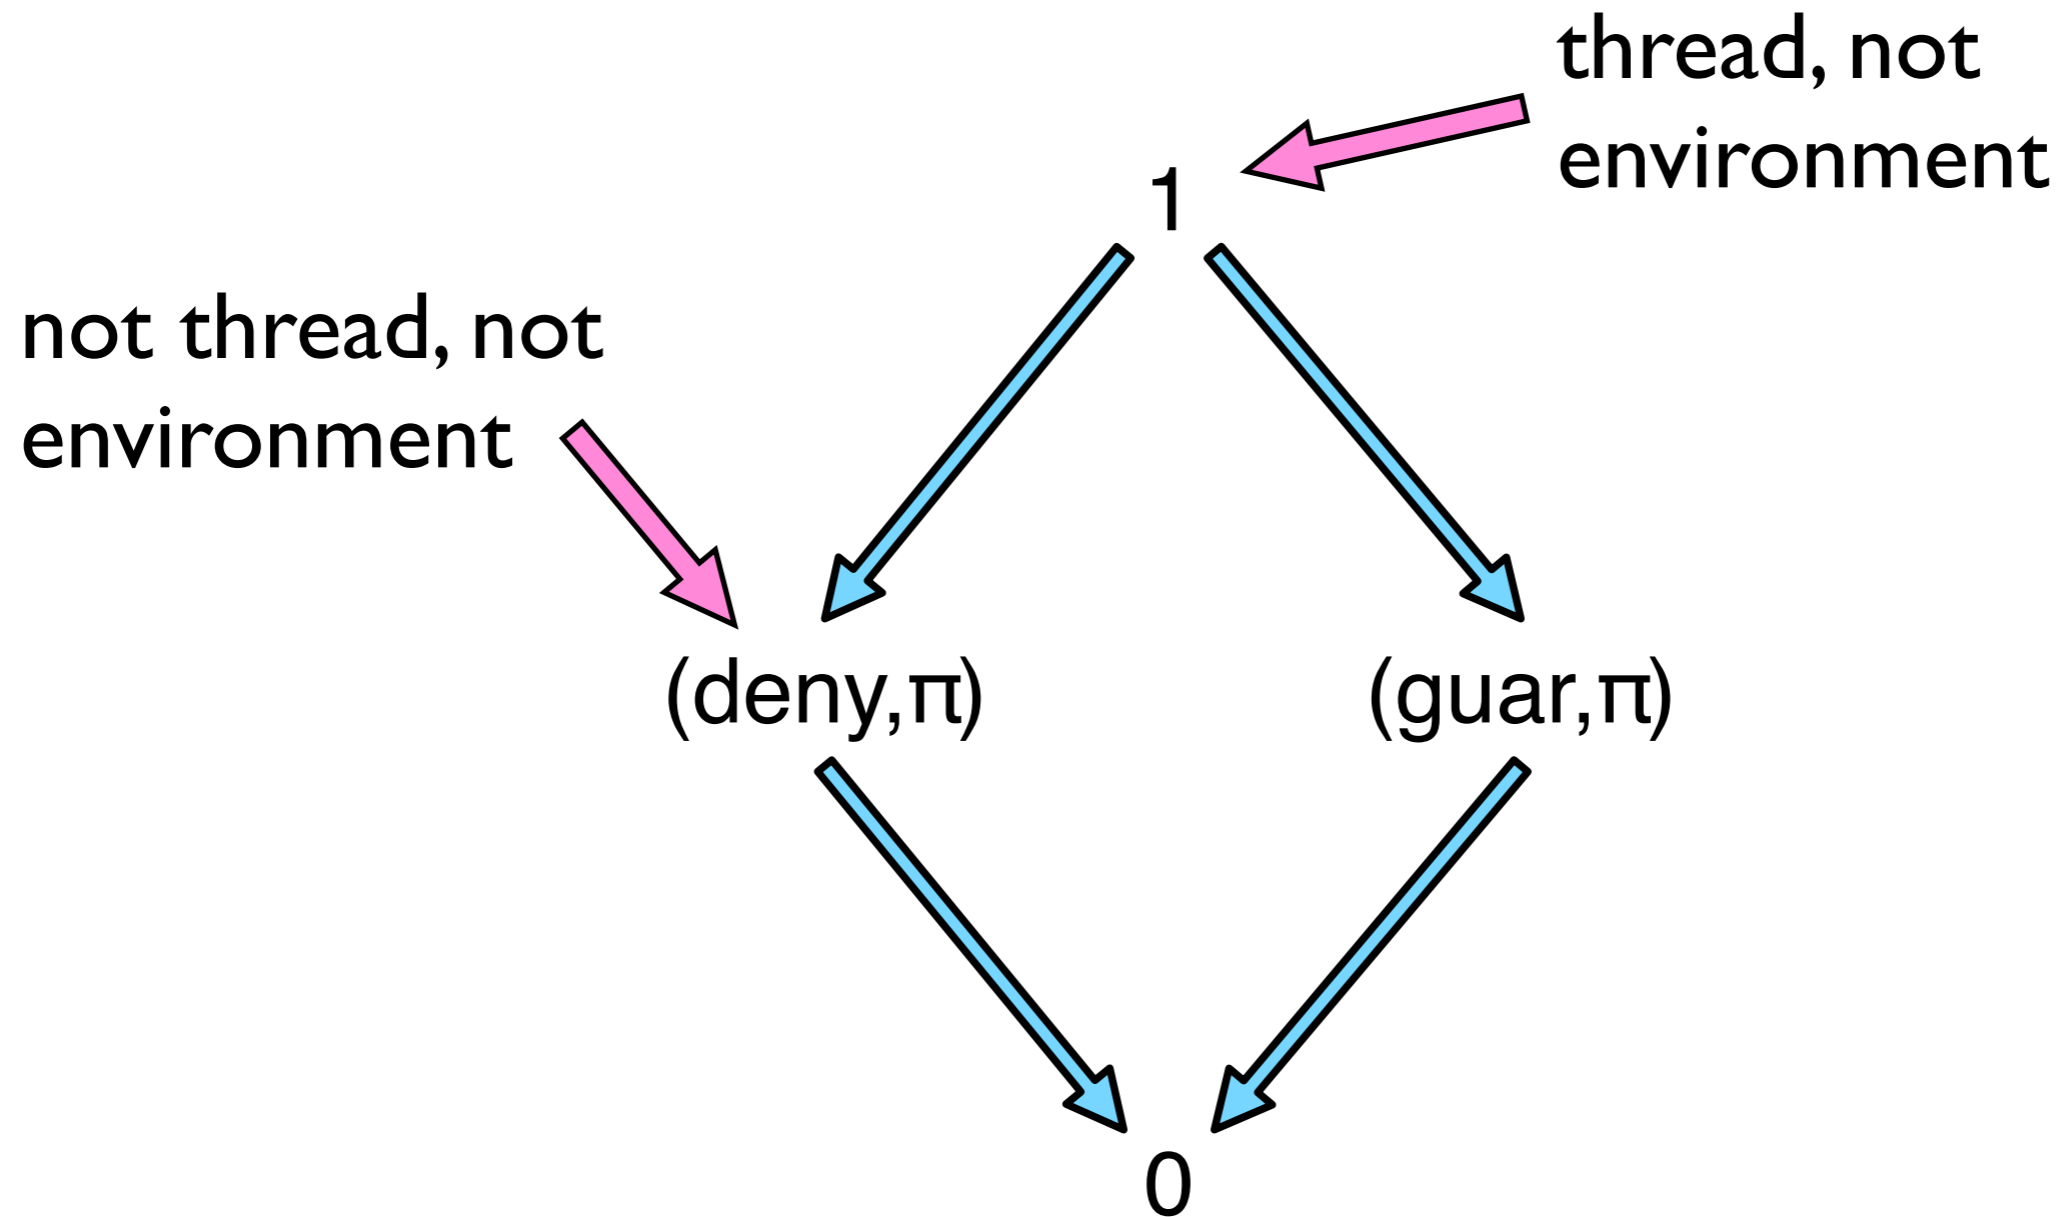 thread, not
environment
1
not thread, not
environment
(deny,π)
(guar,π)
0